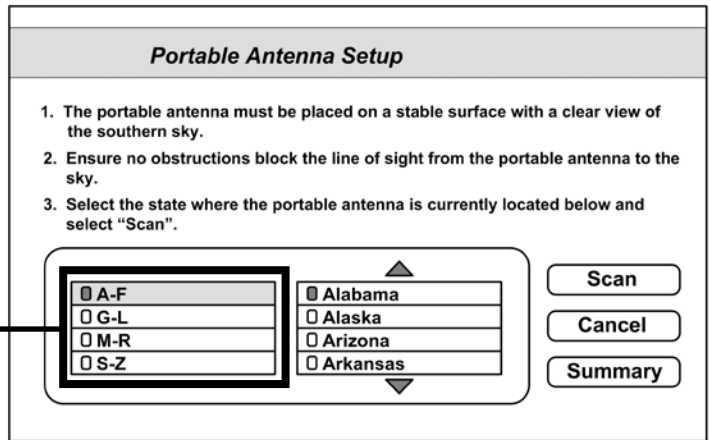 Portable Antenna Setup
1. The portable antenna must be placed on a stable surface with a clear view of
the southern sky.
2. Ensure no obstructions block the line of sight from the portable antenna to the
sky.
3. Select the state where the portable antenna is currently located below and
select “Scan”.
A-F
G-L
M-R
S-Z
Alabama
Alaska
Arizona
Arkansas
Scan
Cancel
Summary